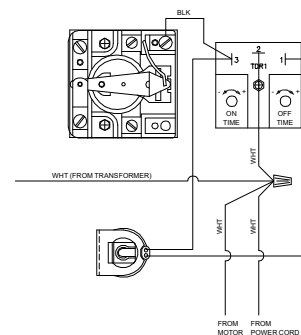 BLK
2
3
1
TDR1
- +
- +
ON
TIME
OFF
TIME
WHT
WHT (FROM TRANSFORMER)
WHT
WHT
FROM
MOTOR
FROM
POWER CORD